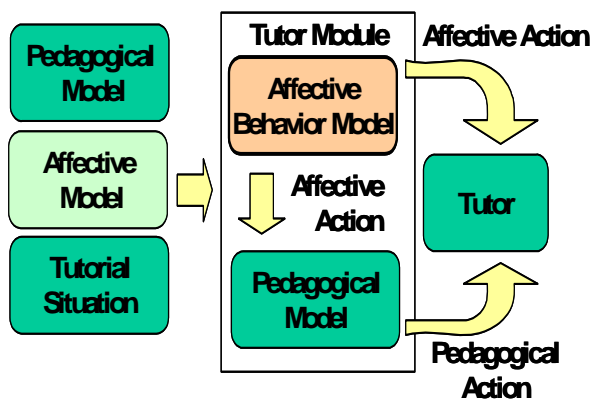 Pedagogical
Model
Affective
Model
Tutorial
Situation
Tutor Module
Affective
Behavior Model
Affective
Action
Pedagogical
Model
Affective Action
Tutor
Pedagogical
Action